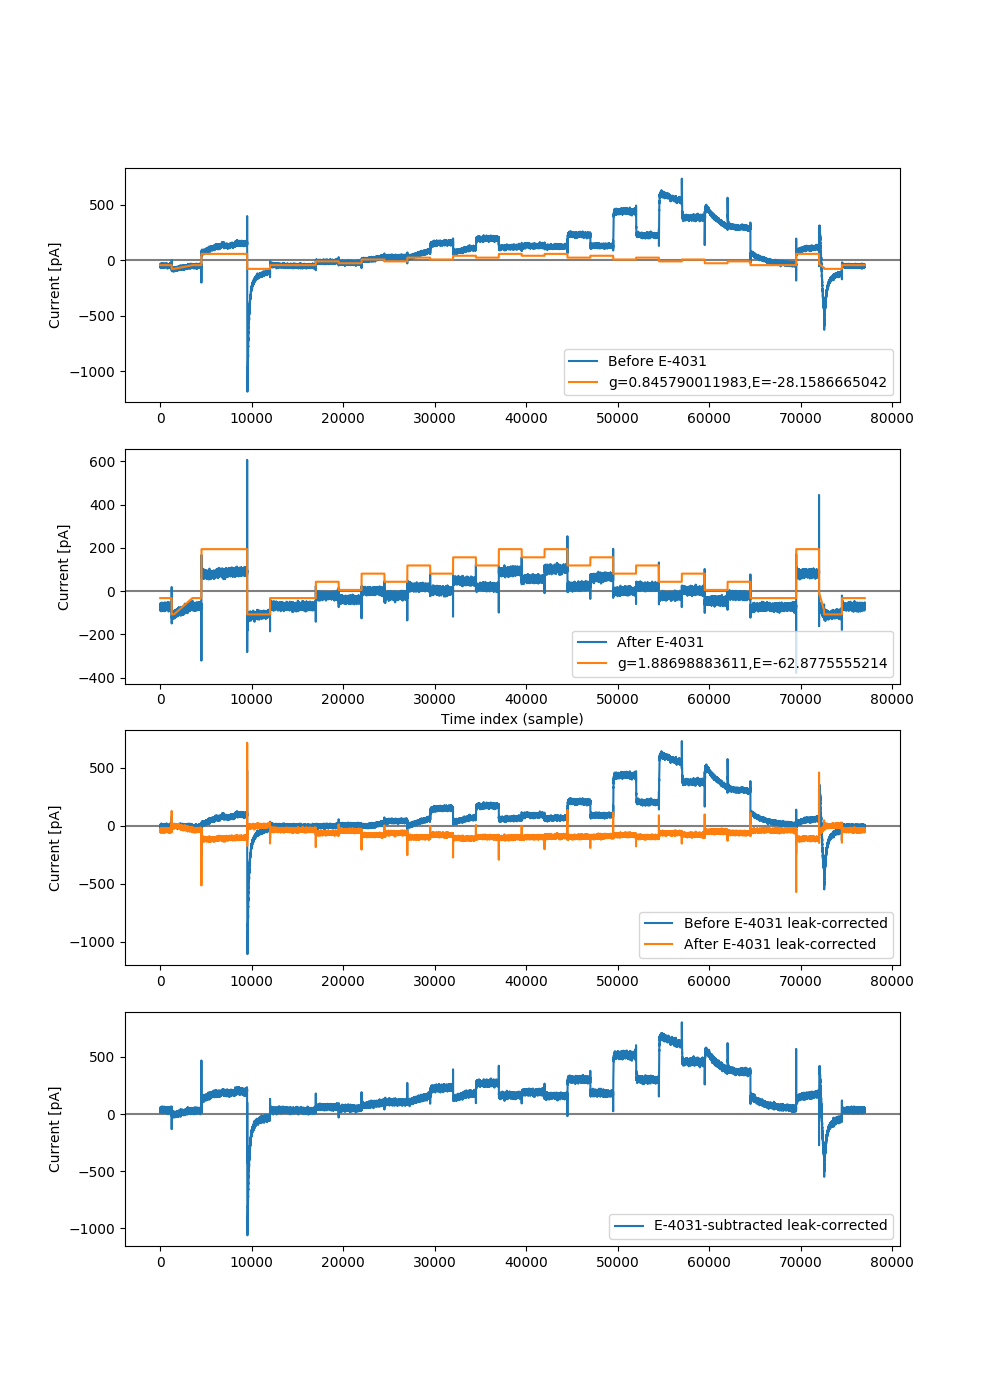 500
0
−500
−1000
Current [pA]
Before E-4031
g=0.845790011983,E=-28.1586665042
0 10000 20000 30000 40000 50000 60000 70000 80000
600
400
200
0
−200
−400
Current [pA]
After E-4031
g=1.88698883611,E=-62.8775555214
0 10000 20000 30000 40000 50000 60000 70000 80000
Time index (sample)
500
0
−500
−1000
Current [pA]
Before E-4031 leak-corrected
After E-4031 leak-corrected
0 10000 20000 30000 40000 50000 60000 70000 80000
500
0
−500
−1000
Current [pA]
E-4031-subtracted leak-corrected
0 10000 20000 30000 40000 50000 60000 70000 80000